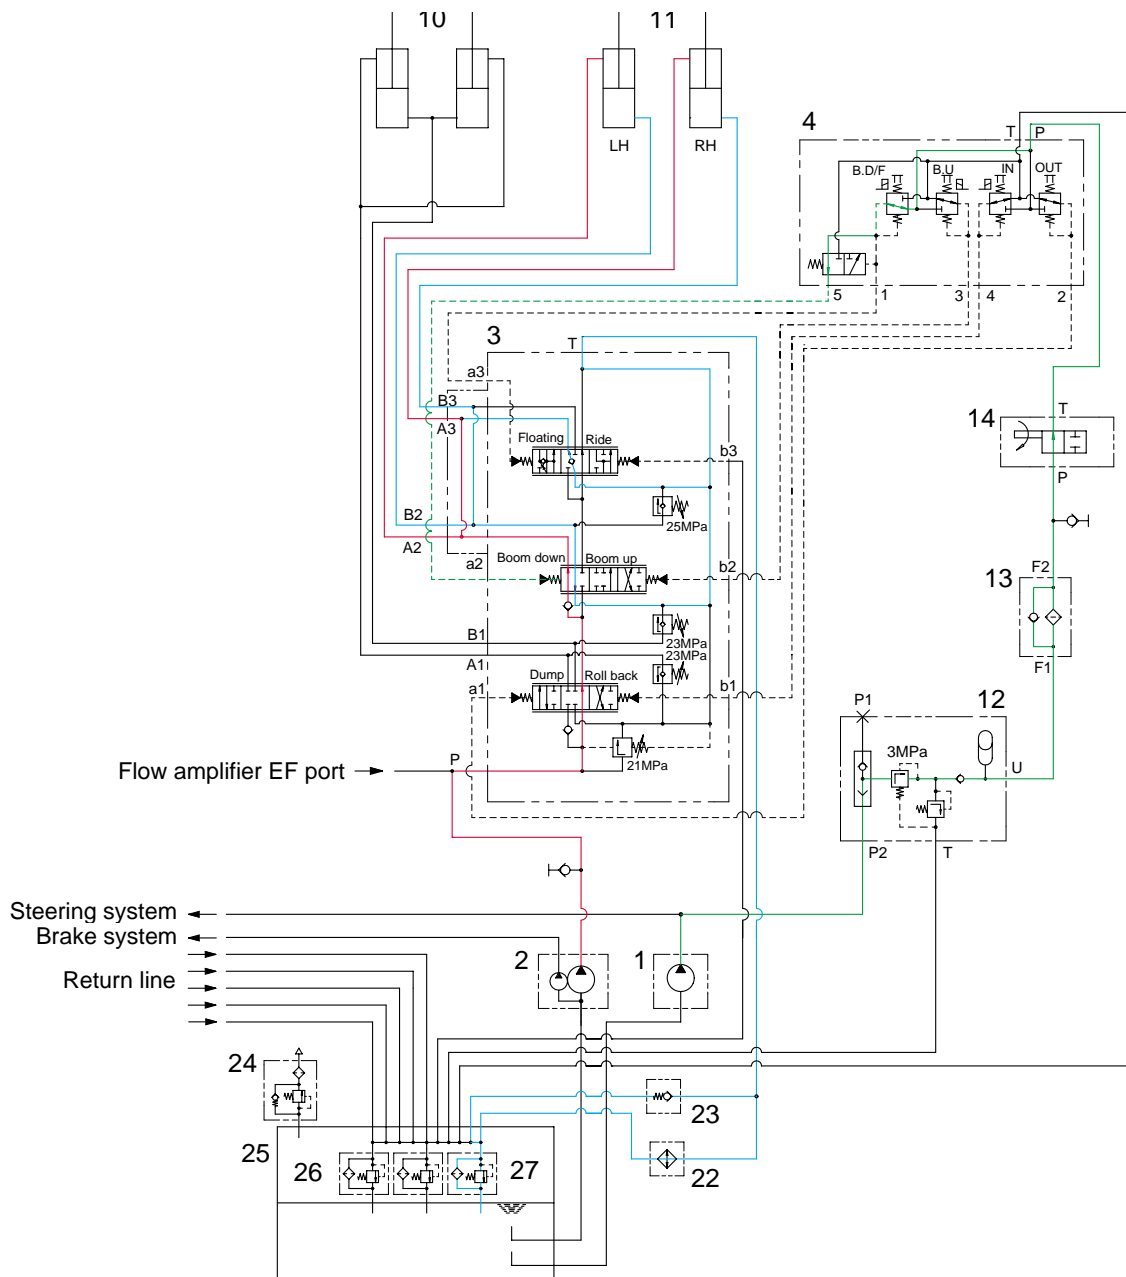 10
11
LH
RH
4
T
P
B.D/F
B.U
IN
OUT
5
1
3
4
2
3
T
a3
B3
A3
Floating
Ride
b3
25MPa
B2
A2
a2
Boom down
Boom up
b2
B1
23MPa
23MPa
A1
a1
Dump
Roll back
b1
21MPa
P
Flow amplifier EF port
14
T
P
13
F2
F1
P1
12
3MPa
U
P2
T
Steering system
Brake system
Return line
2
1
24
25
26
27
23
22